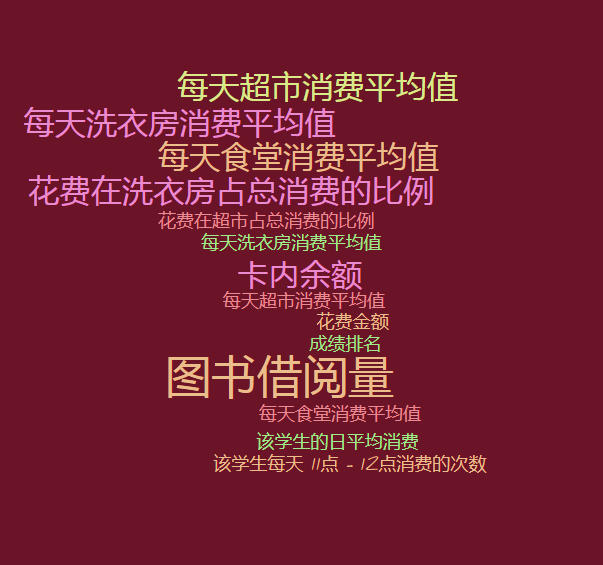 每天超市消费平均值
每天洗衣房消费平均值
每天食堂消费平均值
花费在洗衣房占总消费的比例
花费在超市占总消费的比例
每天洗衣房消费平均值
卡内余额
每天超市消费平均值
花费金额
成绩排名
图书借阅量
每天食堂消费平均值
该学生的日平均消费
该学生每天 11点 - 12点消费的次数